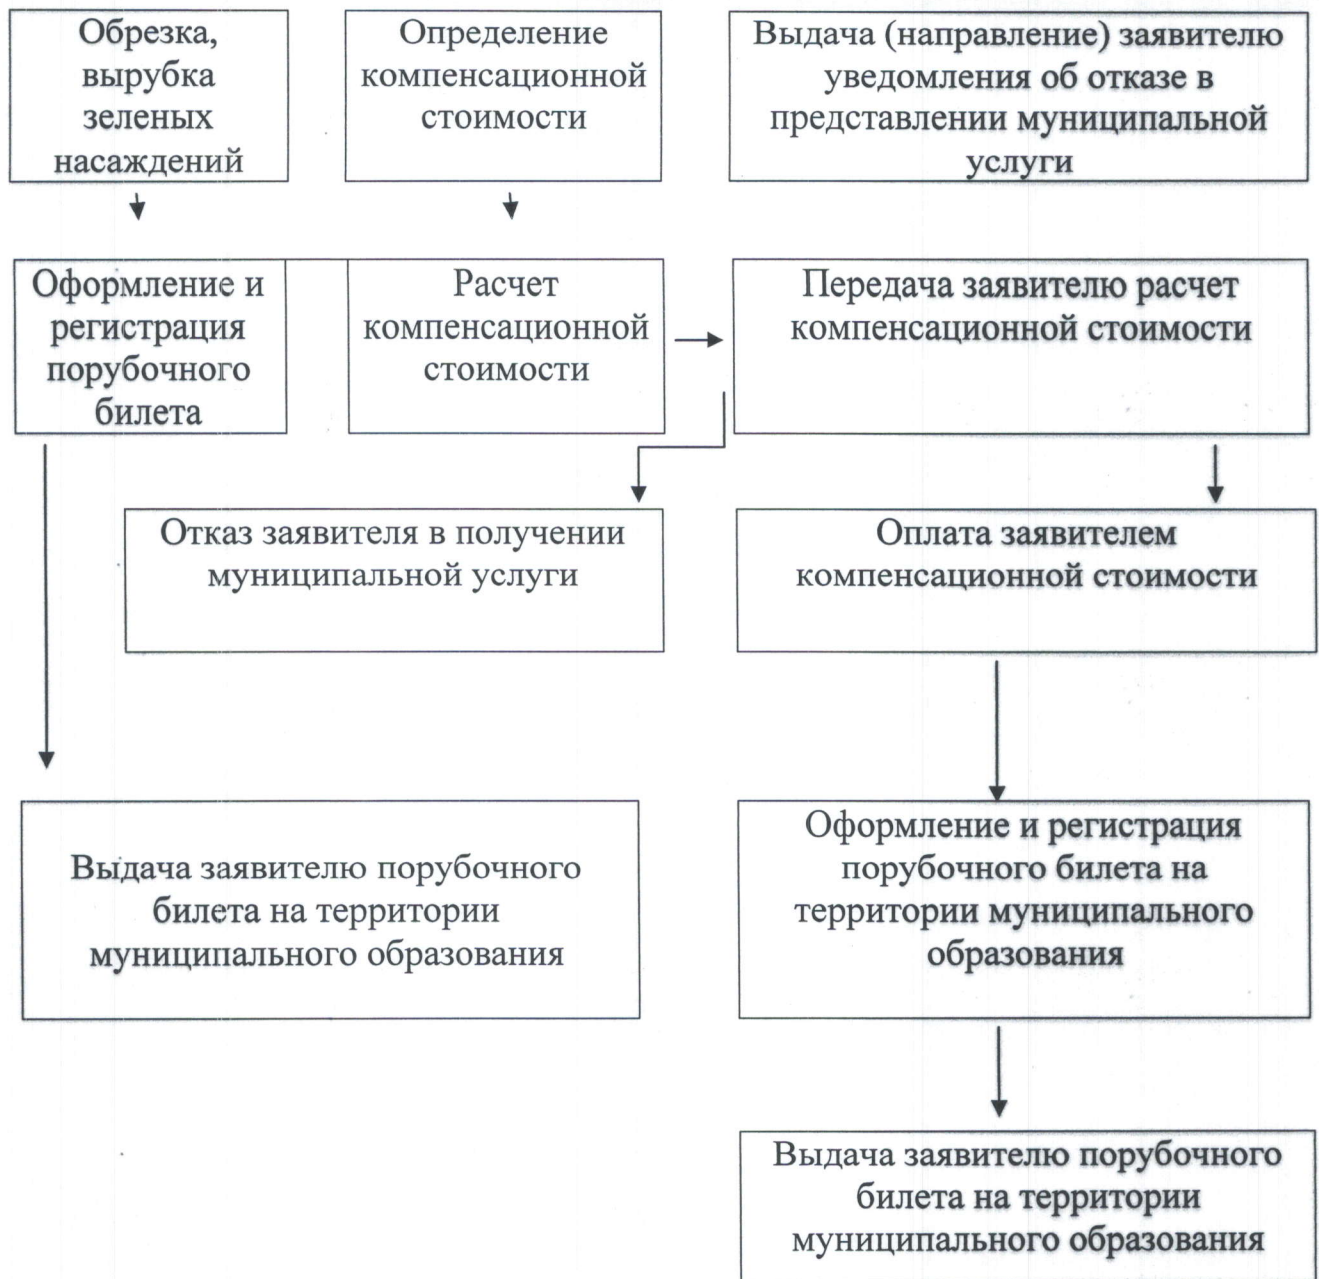 Обрезка,
вырубка
зеленых
насаждений
Определение
компенсационной
стоимости
Выдача (направление) заявителю
уведомления об отказе в
представлении муниципальной
услуги
Оформление и
регистрация
порубочного
билета
Расчет
компенсационной
стоимости
Передача заявителю расчет
компенсационной стоимости
Отказ заявителя в получении
муниципальной услуги
Оплата заявителем
компенсационной стоимости
Выдача заявителю порубочного
билета на территории
муниципального образования
Оформление и регистрация
порубочного билета на
территории муниципального
образования
Выдача заявителю порубочного
билета на территории
муниципального образования